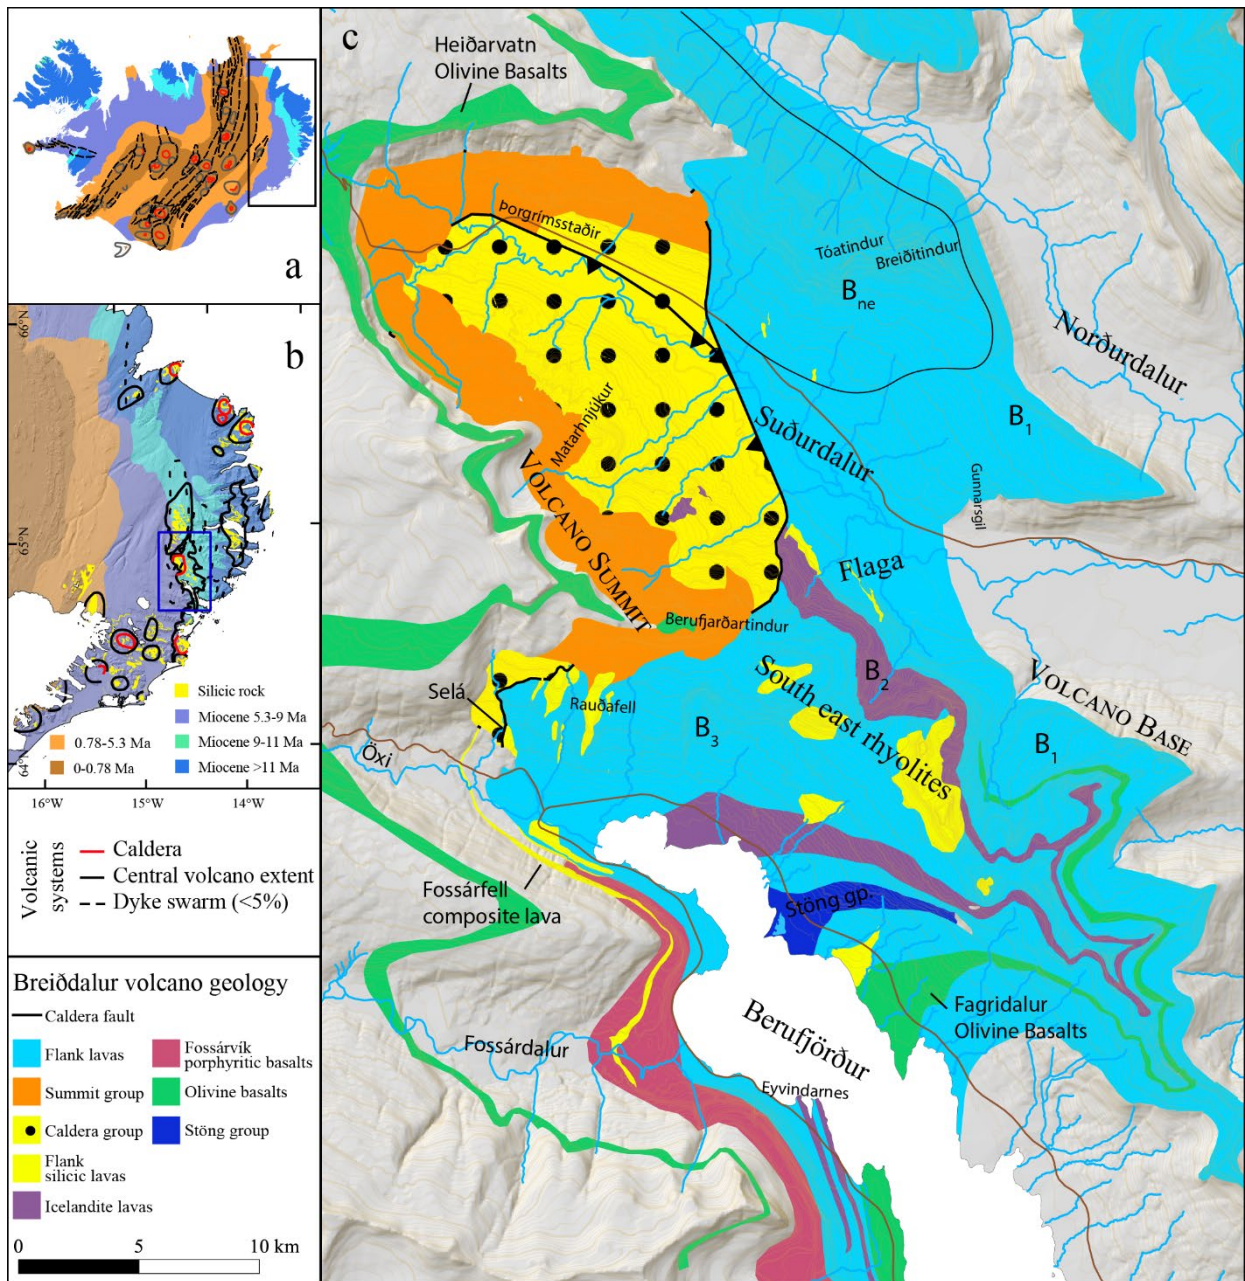 a
b
66°N
65°N
64°N
16°W
15°W
14°W
Silicic rock
Miocene 5.3-9 Ma
0.78-5.3 Ma
Miocene 9-11 Ma
0-0.78 Ma
Miocene >11 Ma
Volcanic
systems
Caldera
Central volcano extent
Dyke swarm (<5%)
Breiðdalur volcano geology
Caldera fault
Flank lavas
Fossárvík
porphyritic basalts
Summit group
Olivine basalts
Caldera group
Stöng group
Flank
silicic lavas
Icelandite lavas
0
5
10 km
c
Heiðarvatn
Olivine Basalts
Þorgrímsstaðir
Tóatindur
Breiðitindur
Bne
Norðurdalur
B1
Matarhnjúkur
Suðurdalur
Gunnarsgil
VOLCANO SUMMIT
Flaga
Berufjarðartindur
B2
VOLCANO BASE
Selá
Rauðafell
B3
South east rhyolites
B1
Öxi
Fossárfell
composite lava
Stöng gp.
Fagridalur
Olivine Basalts
Berufjörður
Fossárdalur
Eyvindarnes